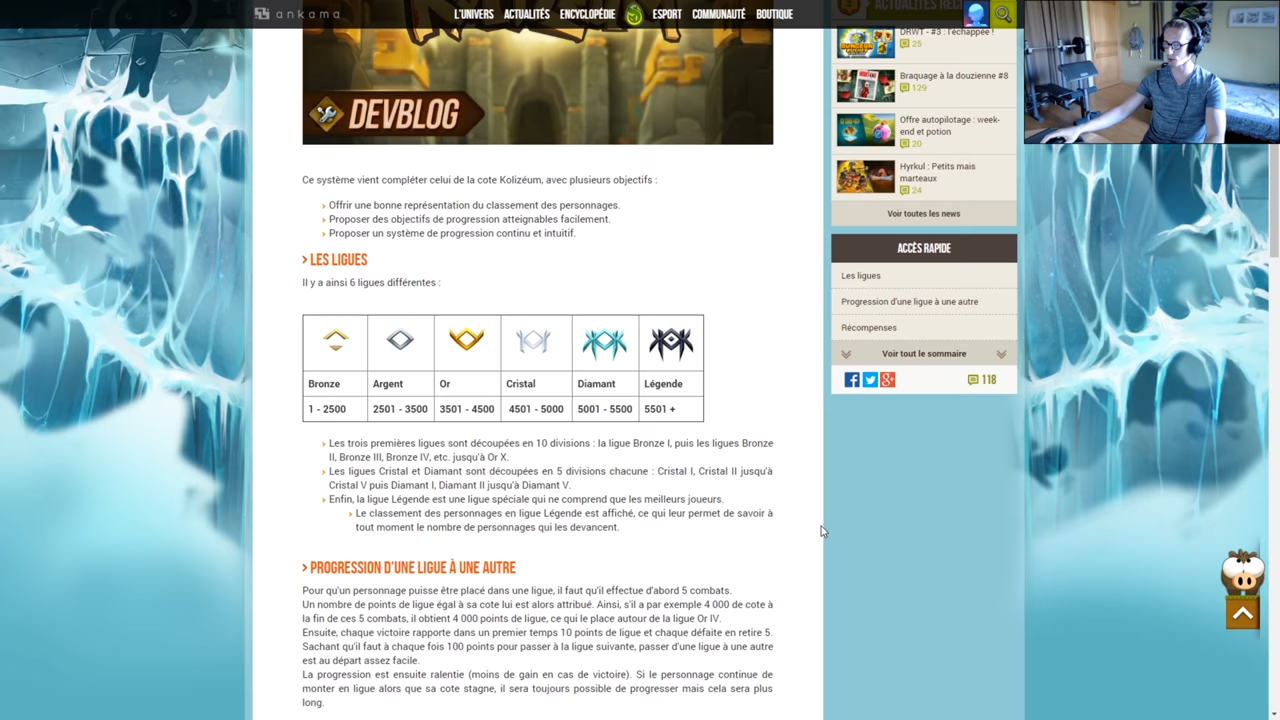 ankama
L'UNIVERS ACTUALITÉS ENCYCLOPÉDIE ESPORT COMMUNAUTÉ BOUTIQUE
DEVBLOG
Ce système vient compléter celui de la cote Kolizéum, avec plusieurs objectifs :
Offrir une bonne représentation du classement des personnages.
Proposer des objectifs de progression atteignables facilement.
Proposer un système de progression continu et intuitif.
> LES LIGUES
Il y a ainsi 6 ligues différentes :
Bronze Argent Or Cristal Diamant Légende
1 - 2500 2501 - 3500 3501 - 4500 4501 - 5000 5001 - 5500 5501 +
Les trois premières ligues sont découpées en 10 divisions : la ligue Bronze I, puis les ligues Bronze
II, Bronze III, Bronze IV, etc. jusqu'à Or X.
Les ligues Cristal et Diamant sont découpées en 5 divisions chacune : Cristal I, Cristal II jusqu'à
Cristal V puis Diamant I, Diamant II jusqu'à Diamant V.
Enfin, la ligue Légende est une ligue spéciale qui ne comprend que les meilleurs joueurs.
Le classement des personnages en ligue Légende est affiché, ce qui leur permet de savoir à
tout moment le nombre de personnages qui les devancent.
> PROGRESSION D'UNE LIGUE À UNE AUTRE
Pour qu'un personnage puisse être placé dans une ligue, il faut qu'il effectue d'abord 5 combats.
Un nombre de points de ligue égal à sa cote lui est alors attribué. Ainsi, s'il a par exemple 4 000 de cote à
la fin de ces 5 combats, il obtient 4 000 points de ligue, ce qui le place autour de la ligue Or IV.
Ensuite, chaque victoire rapporte dans un premier temps 10 points de ligue et chaque défaite en retire 5.
Sachant qu'il faut à chaque fois 100 points pour passer à la ligue suivante, passer d'une ligue à une autre
est au départ assez facile.
La progression est ensuite ralentie (moins de gain en cas de victoire). Si le personnage continue de
monter en ligue alors que sa cote stagne, il sera toujours possible de progresser mais cela sera plus
long.
DRWT - #3 : l'échappée !
25
Braquage à la douzienne #8
129
Offre autopilotage : week-
end et potion
20
Hyrkul : Petits mais
marteaux
24
Voir toutes les news
ACCÈS RAPIDE
Les ligues
Progression d'une ligue à une autre
Récompenses
Voir tout le sommaire
118